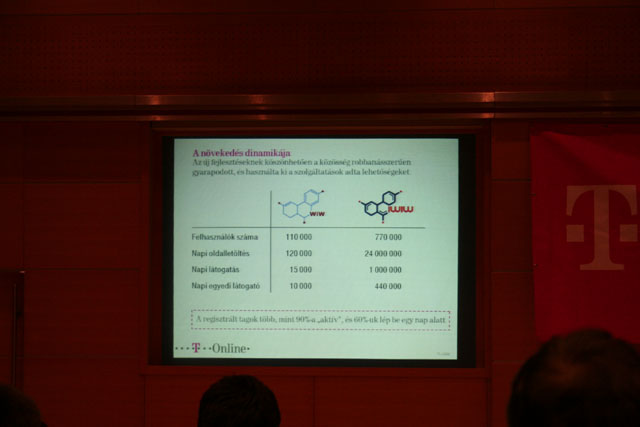 A növekedés dinamikája
Az új fejlesztéseknek köszönhetően a közösség robbanásszerűen
gyarapodott, és használta ki a szolgáltatások adta lehetőségeket
wiw iwiw
Felhasználók száma 110 000 770 000
Napi oldalletöltés 120 000 24 000 000
Napi látogatás 15 000 1 000 000
Napi egyedi látogató 10 000 440 000
A regisztrált tagok több, mint 90%-a „aktív”, és 60%-uk lép be egy nap alatt
T Online
T